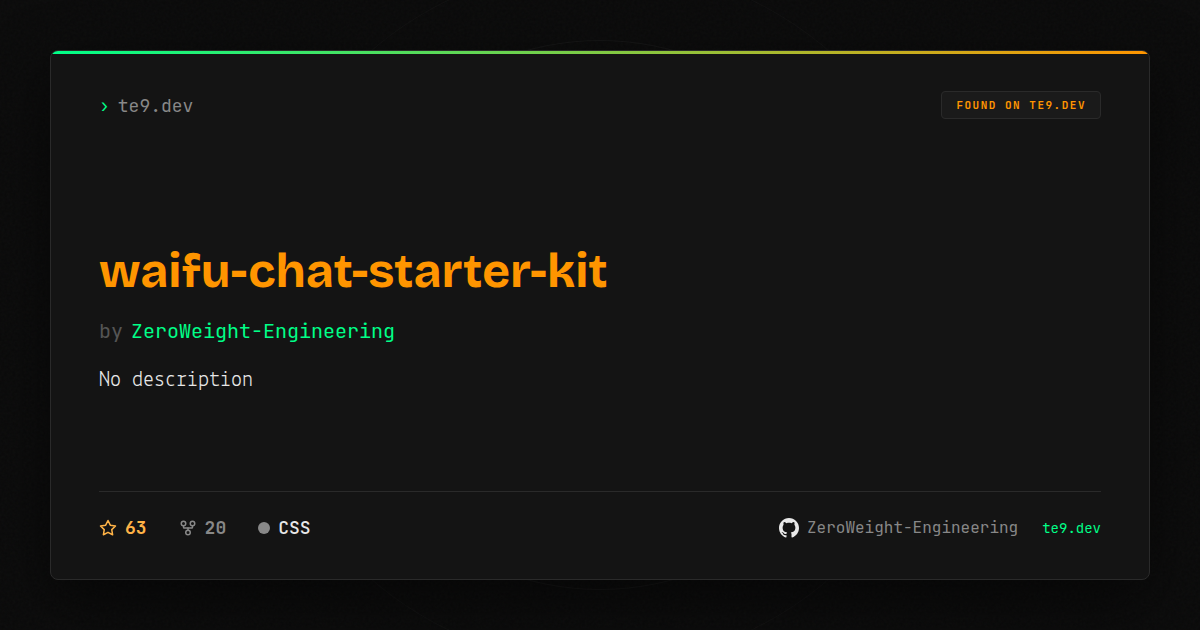 › te9.dev
FOUND ON TE9.DEV
waifu-chat-starter-kit
by ZeroWeight-Engineering
No description
63 20 CSS
ZeroWeight-Engineering te9.dev